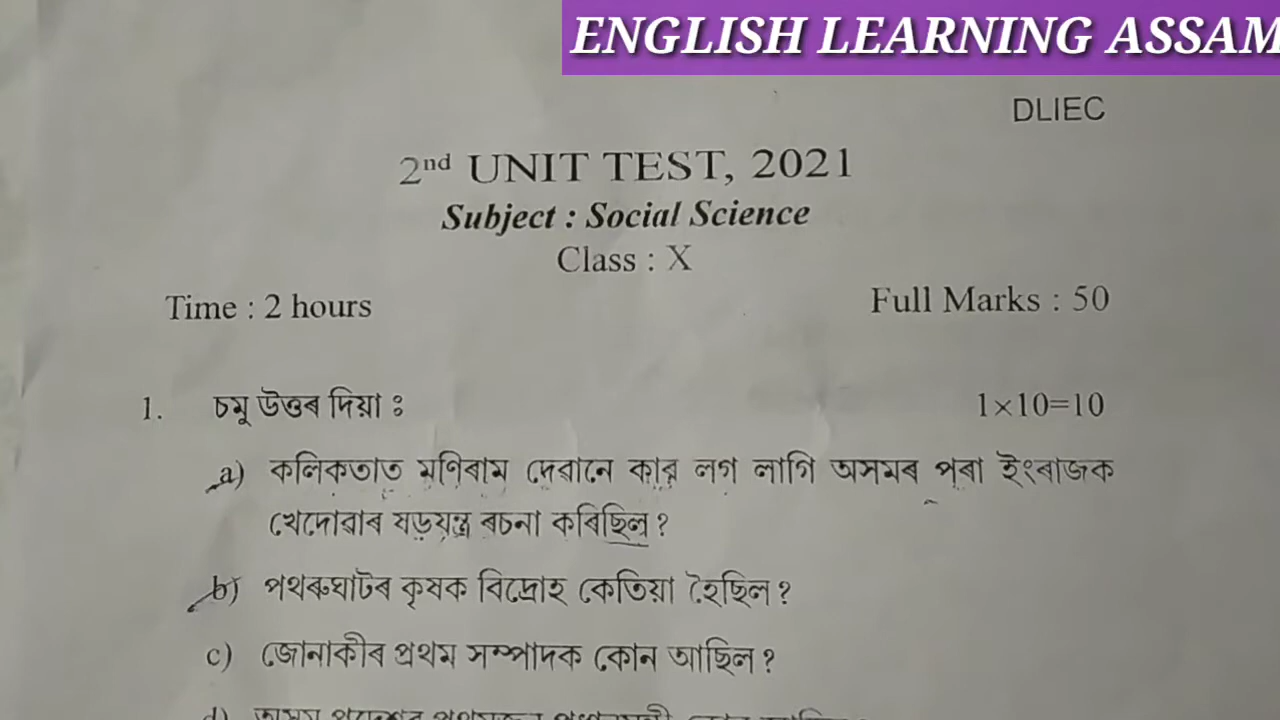 ENGLISH LEARNING ASSAM
DLIEC
2nd UNIT TEST, 2021
Subject : Social Science
Class : X
Time : 2 hours Full Marks : 50
1. চমু উত্তৰ দিয়া ঃ 1×10=10
a) কলিকতাত মণিৰাম দেৱানে কাৰ লগ লাগি অসমৰ পৰা ইংৰাজক
খেদোৱাৰ ষড়যন্ত্ৰ ৰচনা কৰিছিল ?
b) পথৰুঘাটৰ কৃষক বিদ্ৰোহ কেতিয়া হৈছিল ?
c) জোনাকীৰ প্ৰথম সম্পাদক কোন আছিল ?
d)